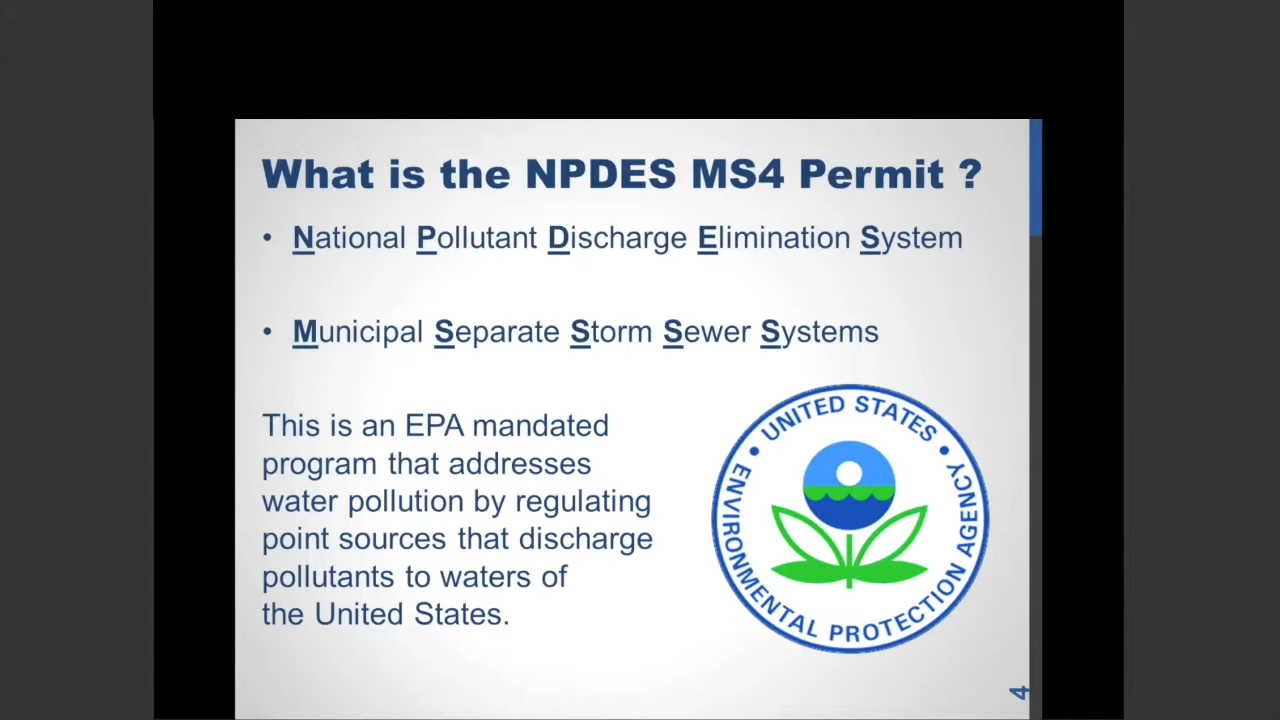 What is the NPDES MS4 Permit ?
• National Pollutant Discharge Elimination System
• Municipal Separate Storm Sewer Systems
This is an EPA mandated
program that addresses
water pollution by regulating
point sources that discharge
pollutants to waters of
the United States.
• UNITED STATES •
ENVIRONMENTAL PROTECTION AGENCY
4